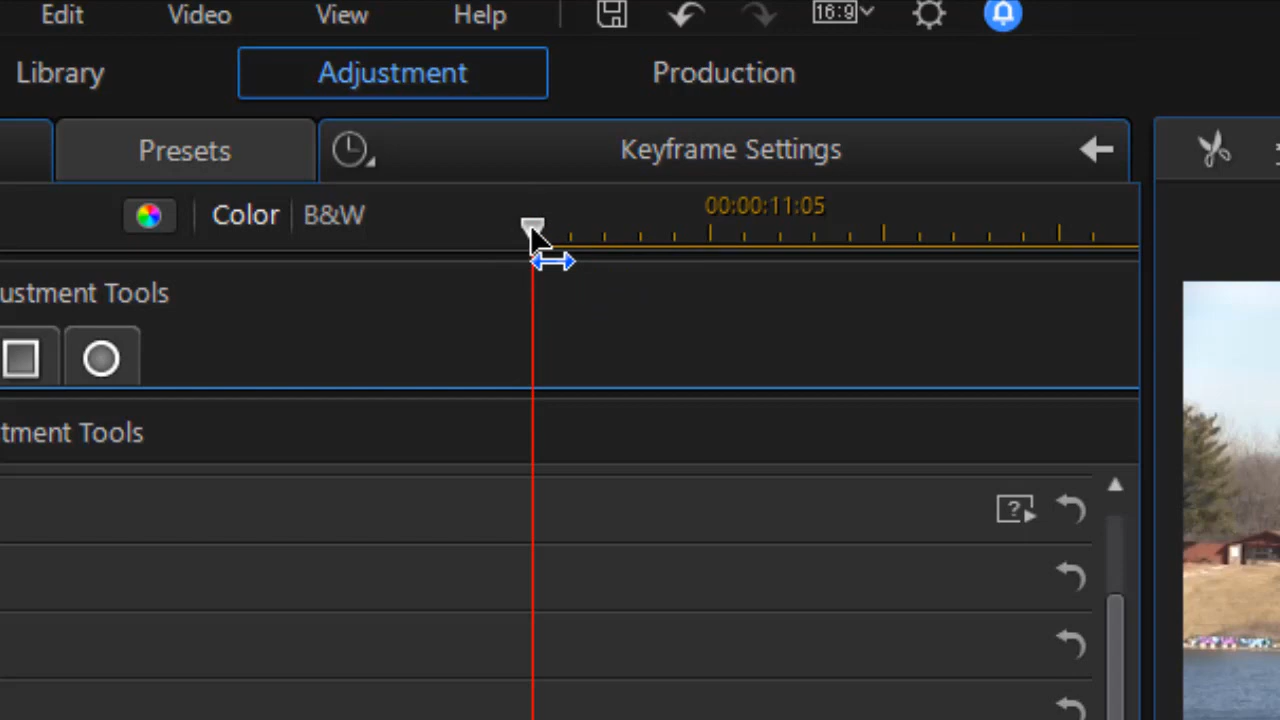 Edit Video View Help 16:9
Library Adjustment Production
Presets Keyframe Settings
Color B&W 00:00:11:05
ustment Tools
tment Tools
?